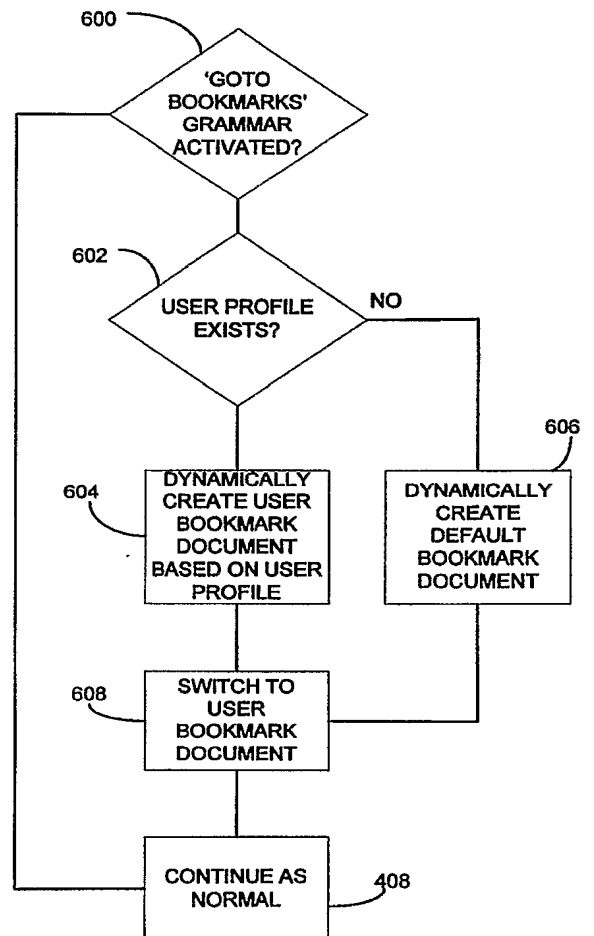 600
‘GOTO
BOOKMARKS’
GRAMMAR
ACTIVATED?
602
USER PROFILE
EXISTS?
NO
604
DYNAMICALLY
CREATE USER
BOOKMARK
DOCUMENT
BASED ON USER
PROFILE
606
DYNAMICALLY
CREATE
DEFAULT
BOOKMARK
DOCUMENT
608
SWITCH TO
USER
BOOKMARK
DOCUMENT
CONTINUE AS
NORMAL
408